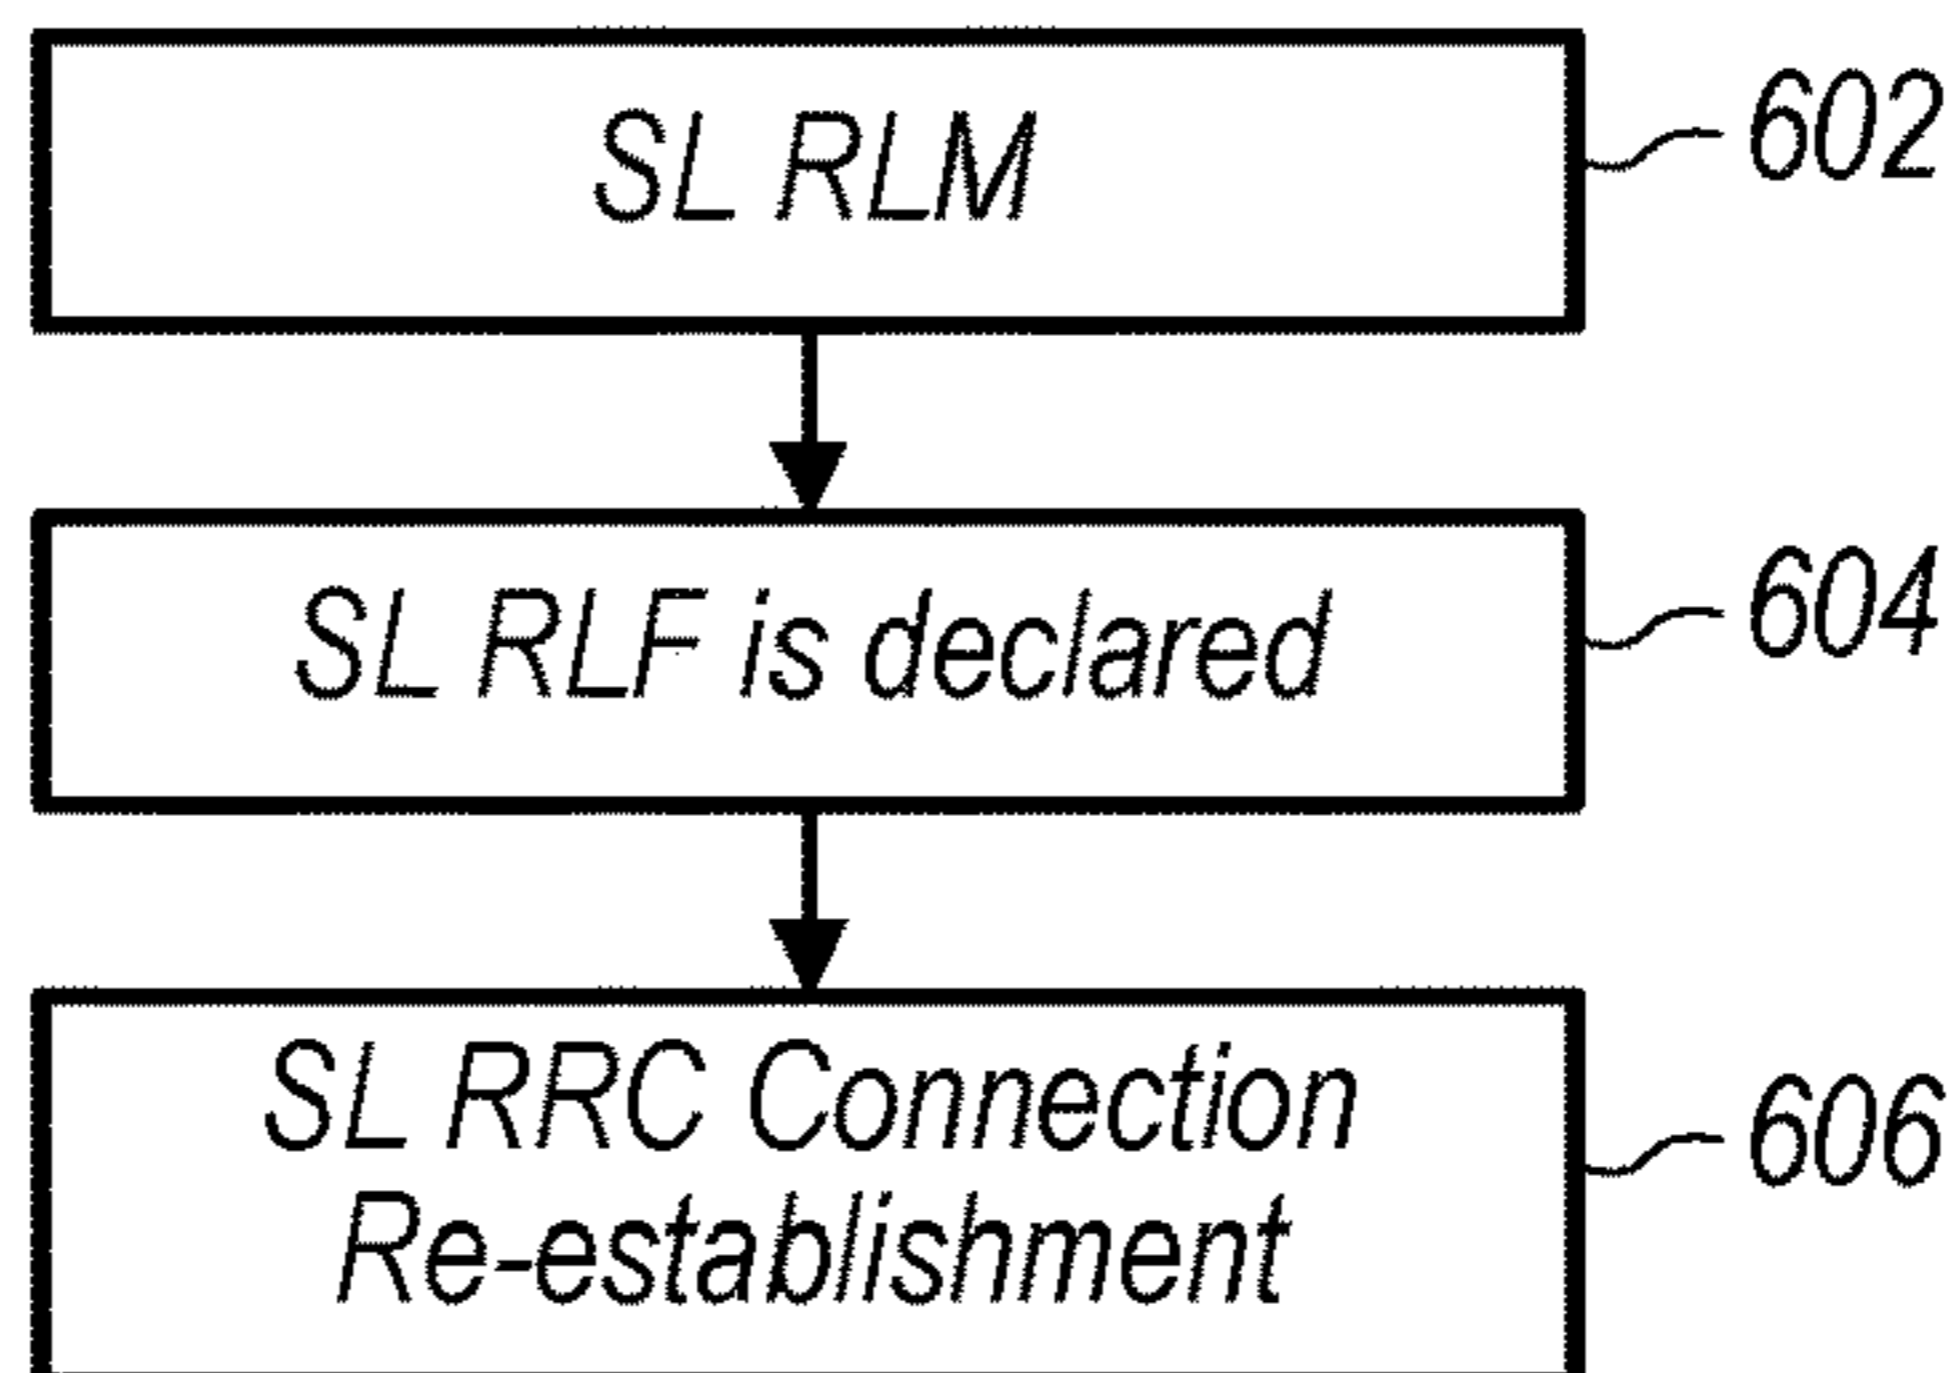 SL RLM
602
SL RLF is declared
604
SL RRC Connection
Re-establishment
606